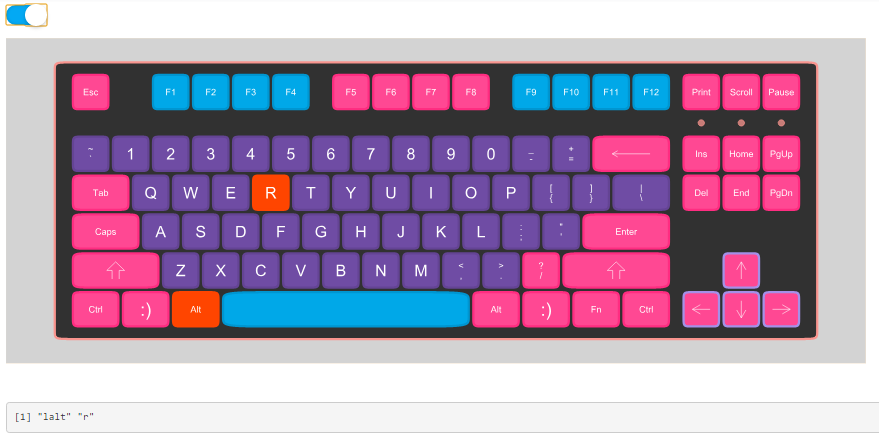 Esc F1 F2 F3 F4 F5 F6 F7 F8 F9 F10 F11 F12 Print Scroll Pause
~ 1 2 3 4 5 6 7 8 9 0 _ - + = Ins Home PgUp
Tab Q W E R T Y U I O P [ { ] } | \ Del End PgDn
Caps A S D F G H J K L : ; " ' Enter
Z X C V B N M < , > . ? /
Ctrl :) Alt Alt :) Fn Ctrl
[1] "lalt" "r"